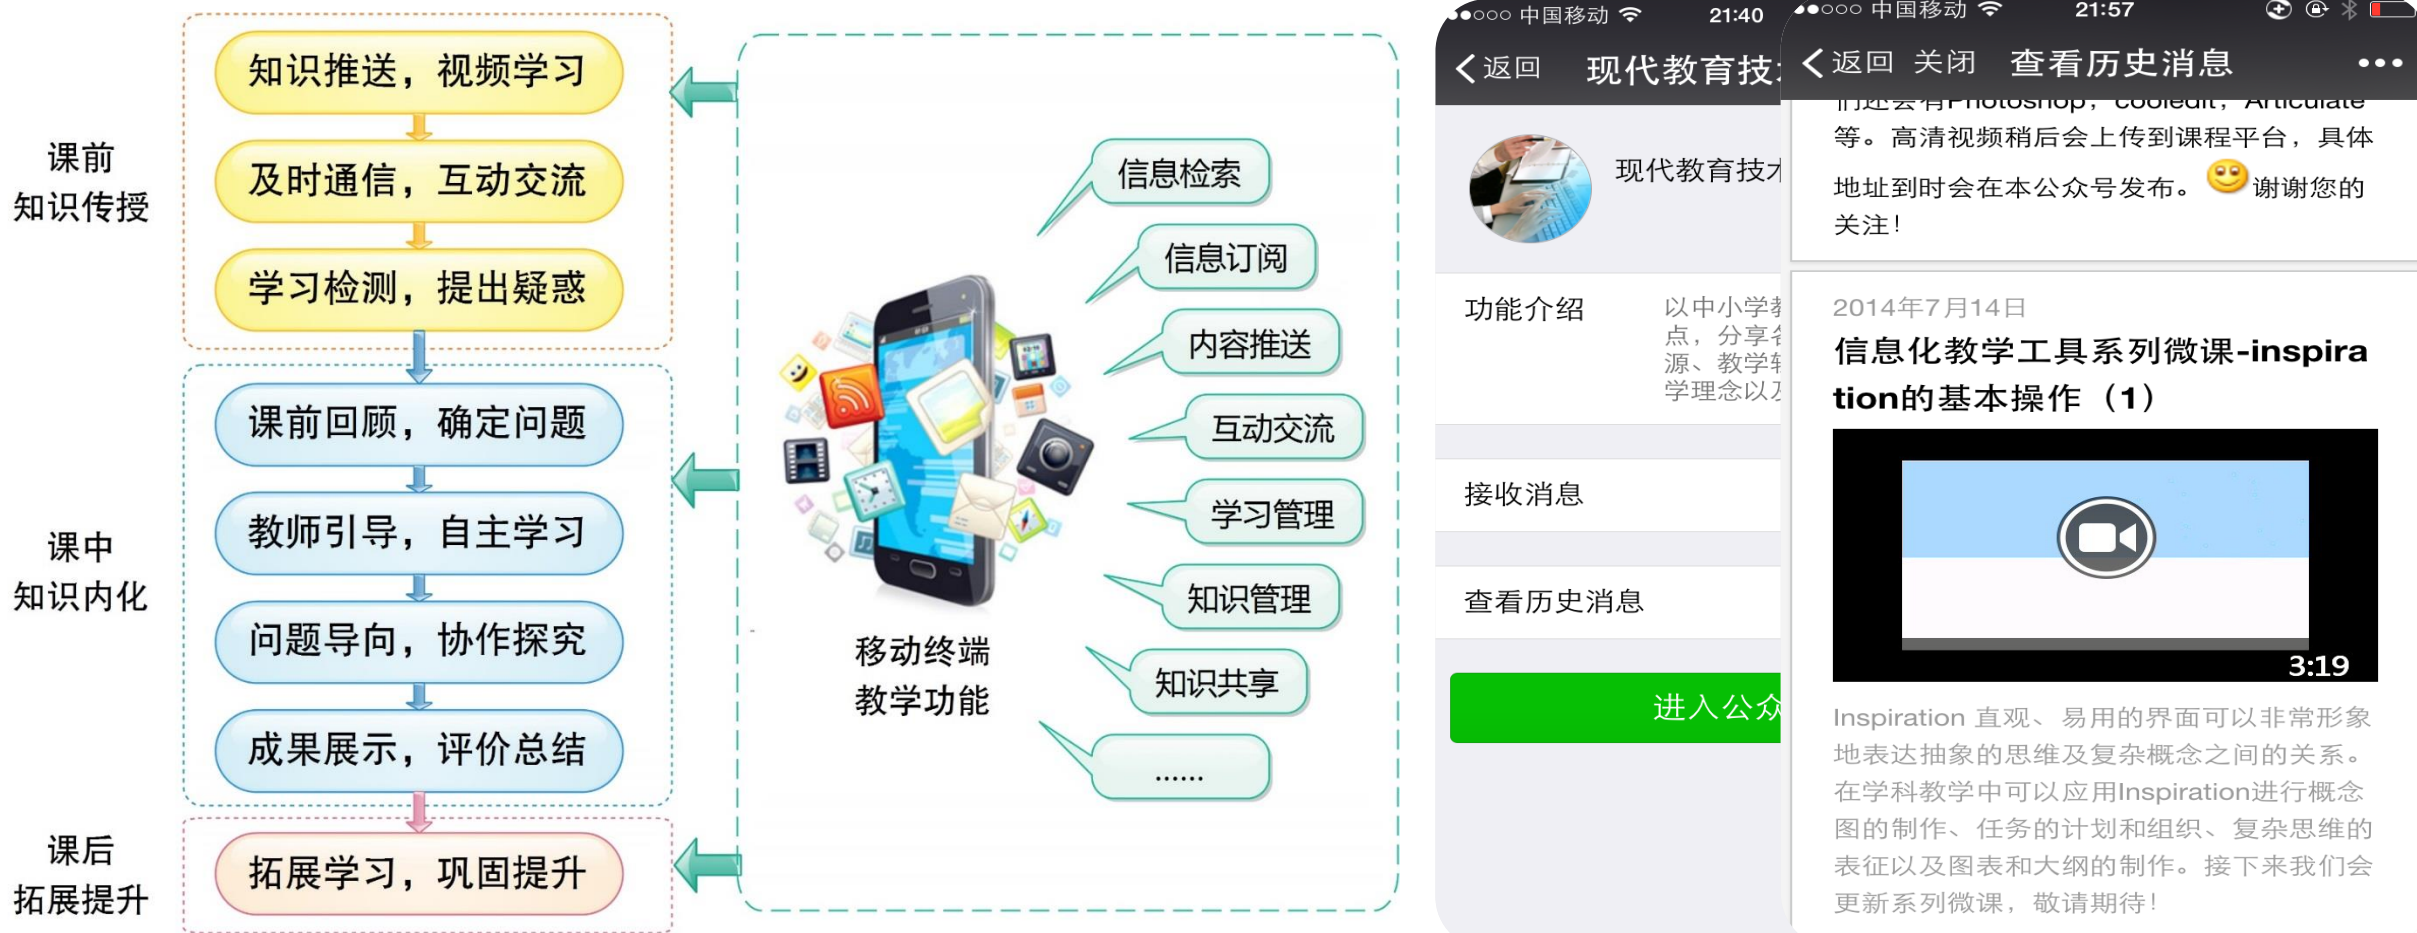 课前
知识传授
知识推送，视频学习
及时通信，互动交流
学习检测，提出疑惑
课中
知识内化
课前回顾，确定问题
教师引导，自主学习
问题导向，协作探究
成果展示，评价总结
课后
拓展提升
拓展学习，巩固提升
信息检索
信息订阅
内容推送
互动交流
学习管理
知识管理
知识共享
......
移动终端
教学功能
中国移动 21:40
返回 现代教育技
现代教育技
功能介绍
以中小学
点，分享
源、教学
学理念以及
接收消息
查看历史消息
进入公众
中国移动 21:57
返回 关闭 查看历史消息
们还会有Photoshop，cooledit，Articulate
等。高清视频稍后会上传到课程平台，具体
地址到时会在本公众号发布。谢谢您的
关注！
2014年7月14日
信息化教学工具系列微课-inspira
tion的基本操作（1）
3:19
Inspiration 直观、易用的界面可以非常形象
地表达抽象的思维及复杂概念之间的关系。
在学科教学中可以应用Inspiration进行概念
图的制作、任务的计划和组织、复杂思维的
表征以及图表和大纲的制作。接下来我们会
更新系列微课，敬请期待！